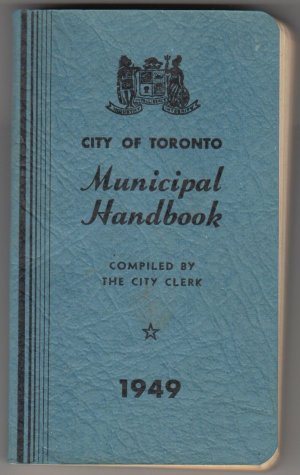 CITY OF TORONTO
Municipal
Handbook
COMPILED BY
THE CITY CLERK
1949